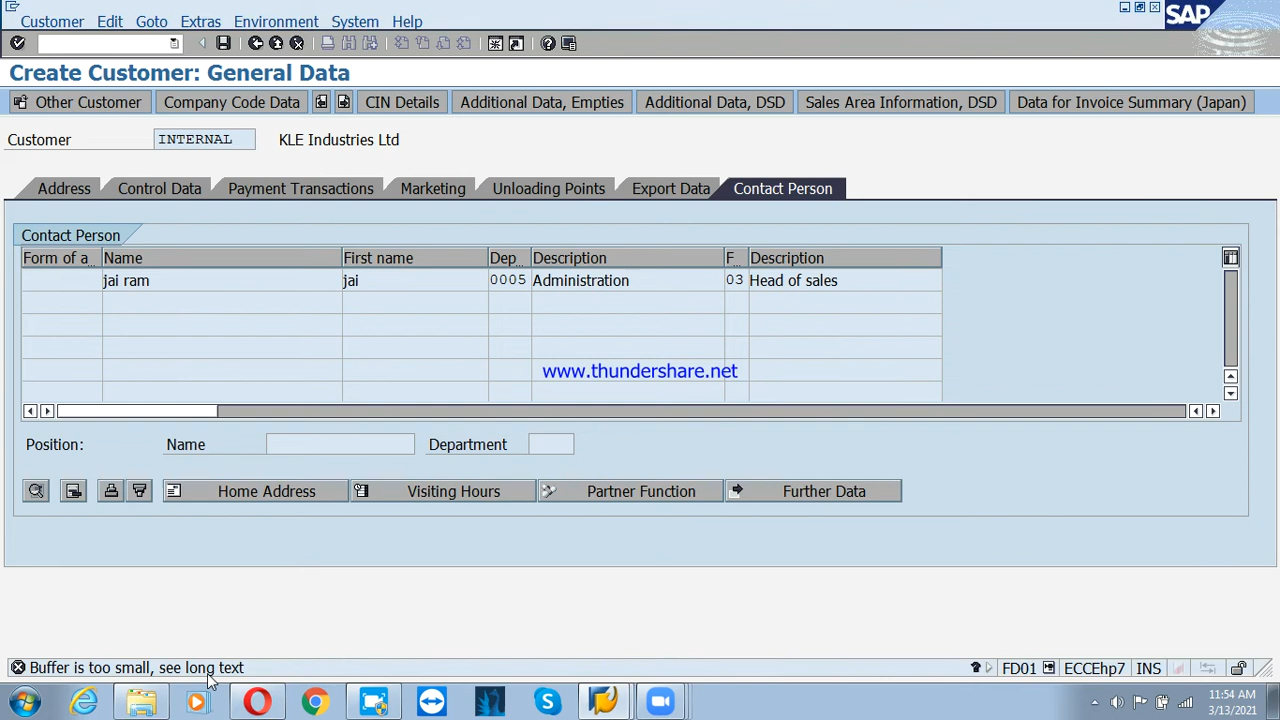 Customer Edit Goto Extras Environment System Help
SAP
Create Customer: General Data
Other Customer Company Code Data CIN Details Additional Data, Empties Additional Data, DSD Sales Area Information, DSD Data for Invoice Summary (Japan)
Customer INTERNAL KLE Industries Ltd
Address Control Data Payment Transactions Marketing Unloading Points Export Data Contact Person
Contact Person
Form of a... Name First name Dep... Description F... Description
jai ram jai 0005 Administration 03 Head of sales
www.thundershare.net
Position: Name Department
Home Address Visiting Hours Partner Function Further Data
Buffer is too small, see long text FD01 ECCEhp7 INS
11:54 AM
3/13/2021